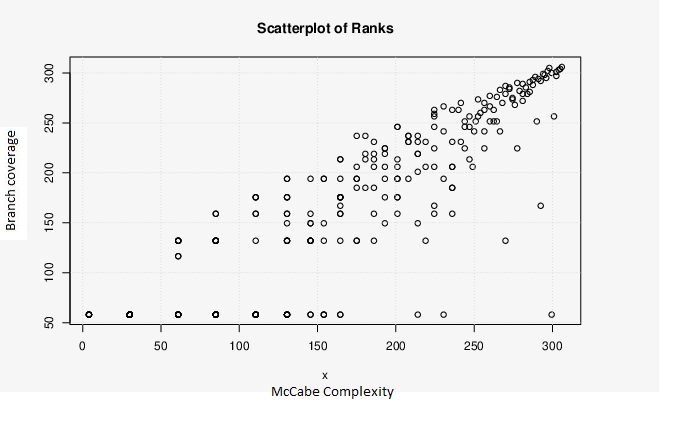 Scatterplot of Ranks
Branch coverage
300
250
200
150
100
50
0 50 100 150 200 250 300
x
McCabe Complexity